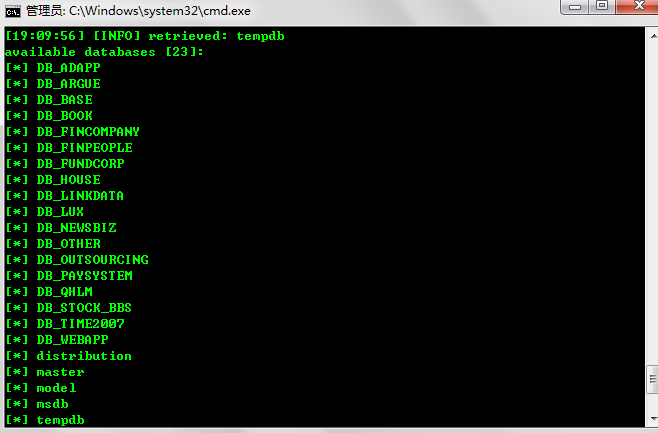 管理员: C:\Windows\system32\cmd.exe
[19:09:56] [INFO] retrieved: tempdb
available databases [23]:
[*] DB_ADAPP
[*] DB_ARGUE
[*] DB_BASE
[*] DB_BOOK
[*] DB_FINCOMPANY
[*] DB_FINPEOPLE
[*] DB_FUNDCORP
[*] DB_HOUSE
[*] DB_LINKDATA
[*] DB_LUX
[*] DB_NEWSBIZ
[*] DB_OTHER
[*] DB_OUTSOURCING
[*] DB_PAYSYSTEM
[*] DB_QHLM
[*] DB_STOCK_BBS
[*] DB_TIME2007
[*] DB_WEBAPP
[*] distribution
[*] master
[*] model
[*] msdb
[*] tempdb